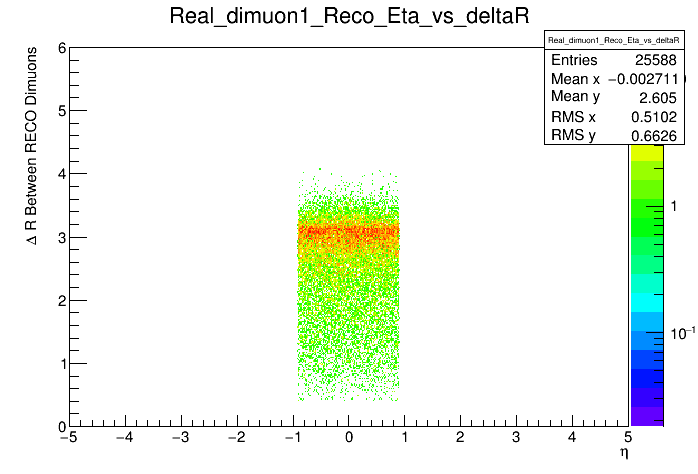 Real_dimuon1_Reco_Eta_vs_deltaR
Real_dimuon1_Reco_Eta_vs_deltaR
Entries 25588
Mean x −0.002711
Mean y 2.605
RMS x 0.5102
RMS y 0.6626
Δ R Between RECO Dimuons
6
5
4
3
2
1
0
−5 −4 −3 −2 −1 0 1 2 3 4 5
η
1
10⁻¹